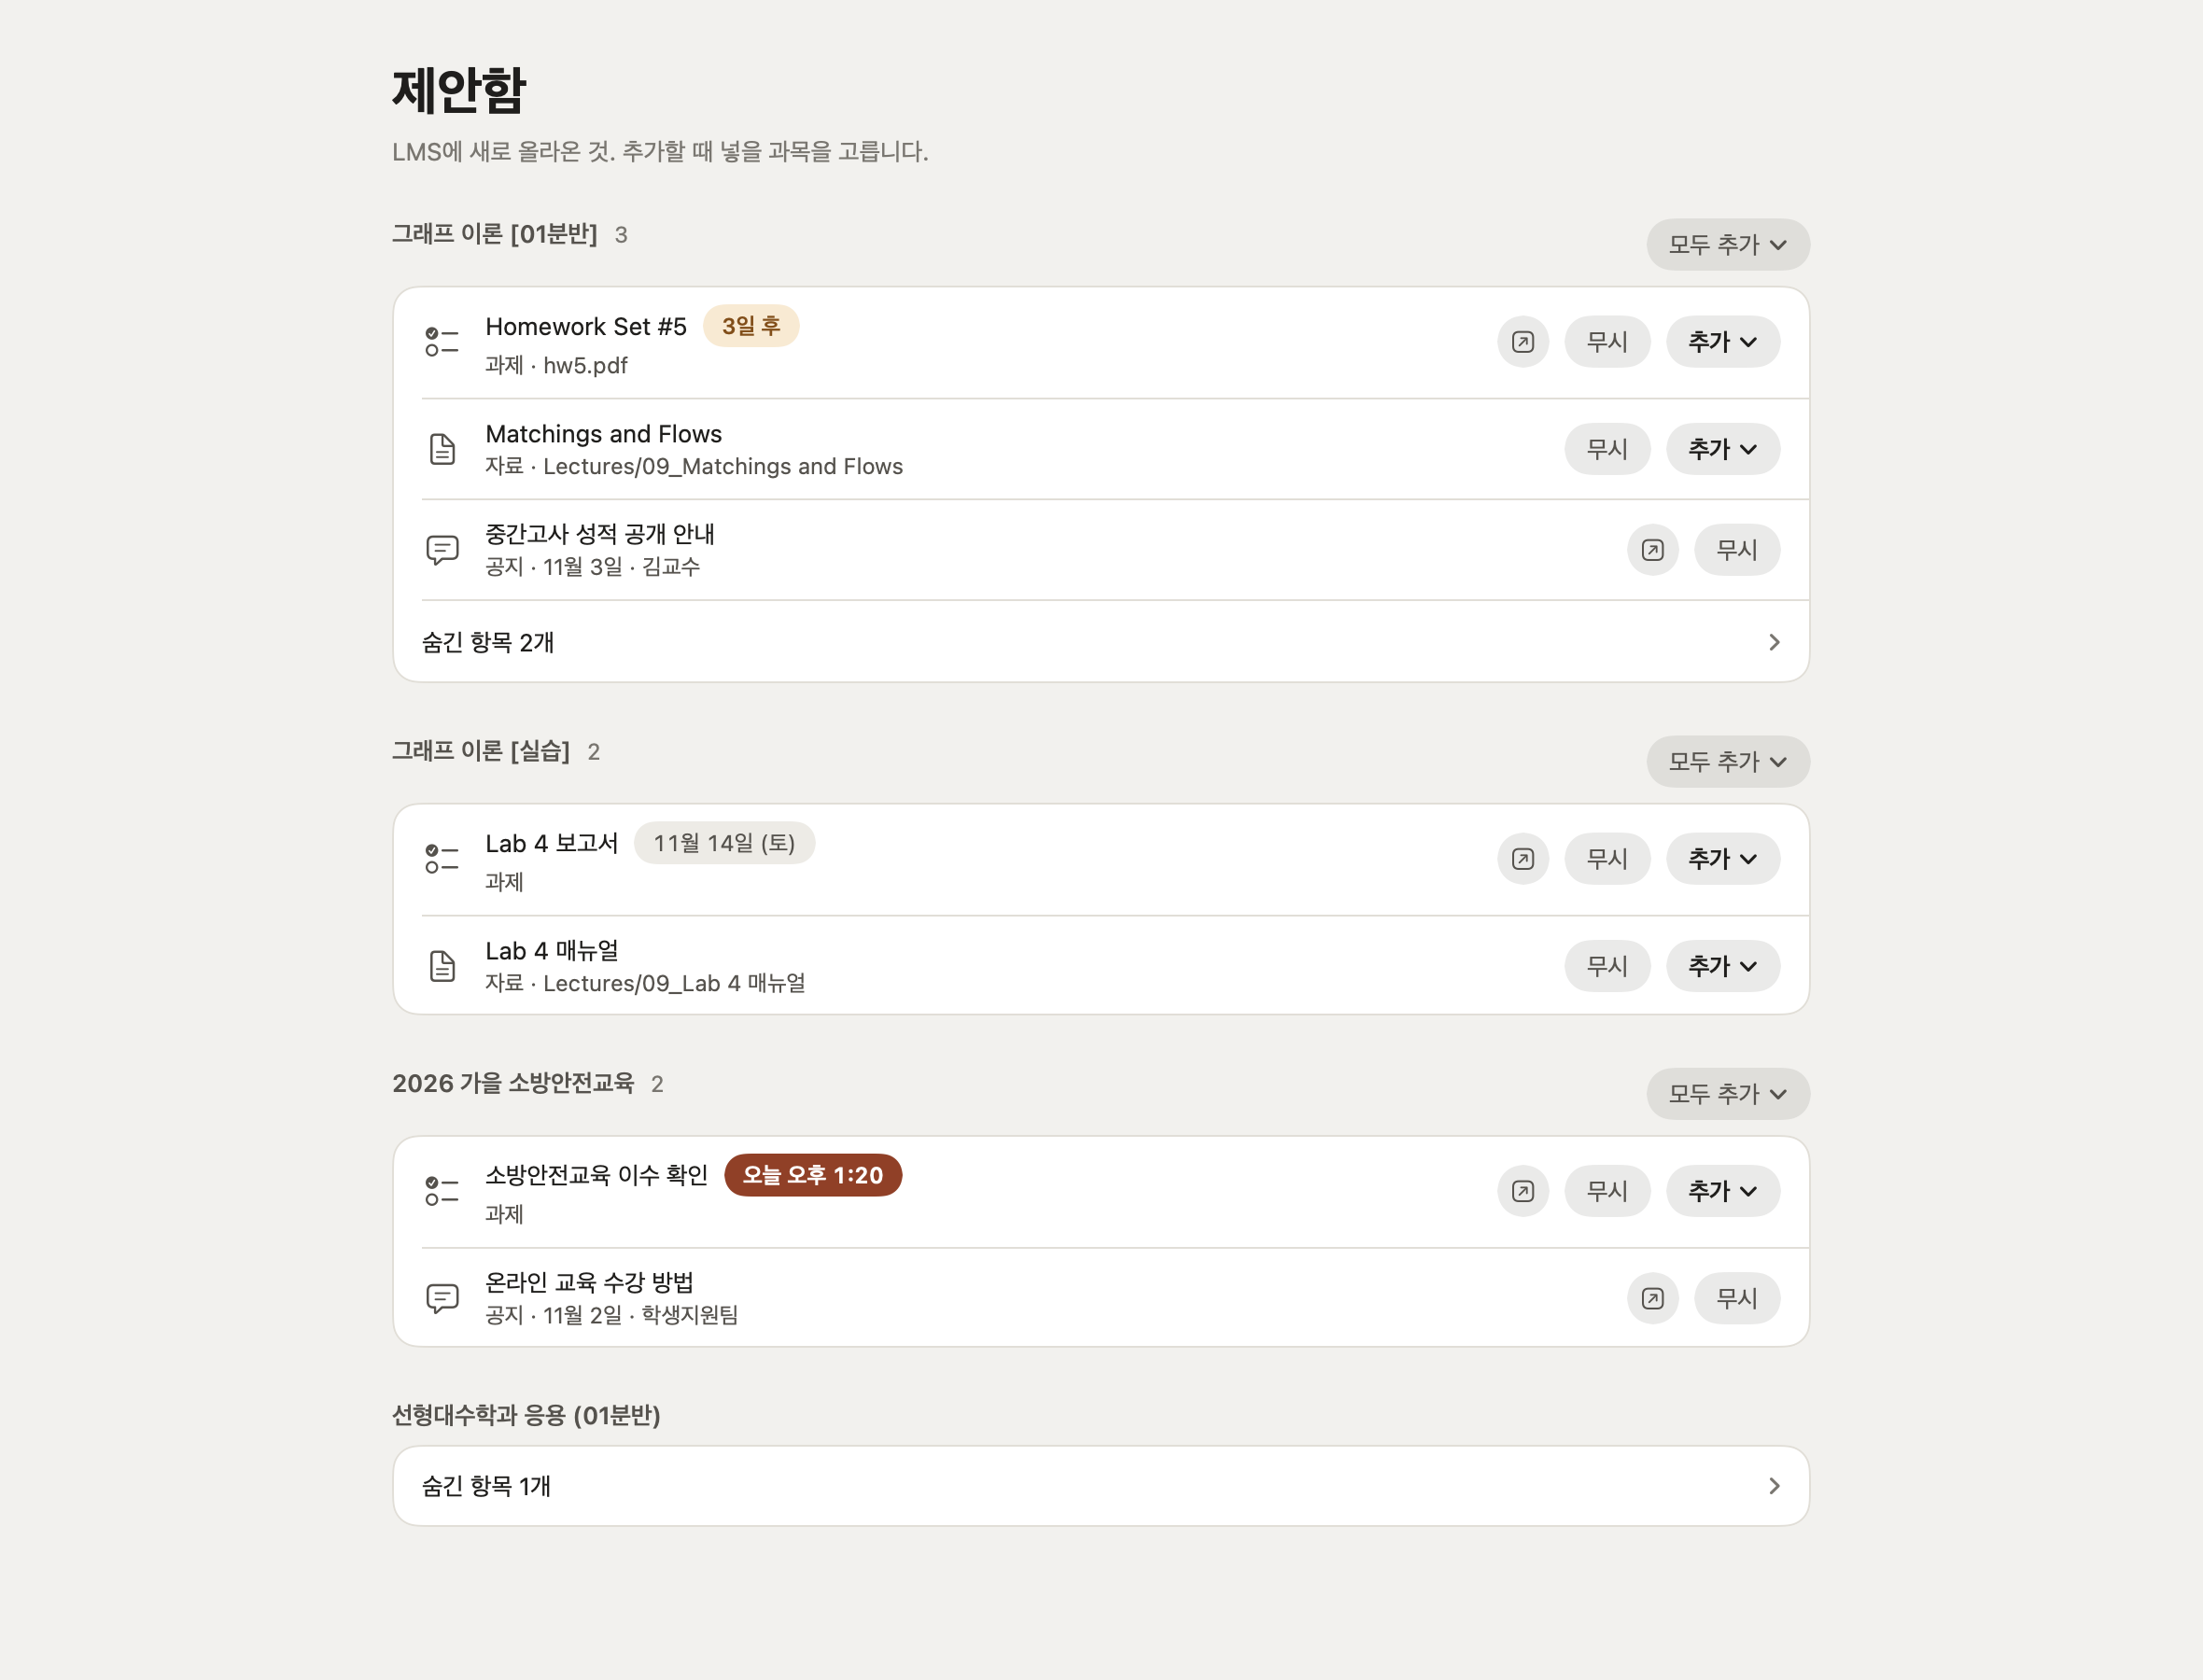 제안함
LMS에 새로 올라온 것. 추가할 때 넣을 과목을 고릅니다.
그래프 이론 [01분반] 3
모두 추가
Homework Set #5 3일 후
과제 · hw5.pdf
무시 추가
Matchings and Flows
자료 · Lectures/09_Matchings and Flows
무시 추가
중간고사 성적 공개 안내
공지 · 11월 3일 · 김교수
무시
숨긴 항목 2개
그래프 이론 [실습] 2
모두 추가
Lab 4 보고서 11월 14일 (토)
과제
무시 추가
Lab 4 매뉴얼
자료 · Lectures/09_Lab 4 매뉴얼
무시 추가
2026 가을 소방안전교육 2
모두 추가
소방안전교육 이수 확인 오늘 오후 1:20
과제
무시 추가
온라인 교육 수강 방법
공지 · 11월 2일 · 학생지원팀
무시
선형대수학과 응용 (01분반)
숨긴 항목 1개